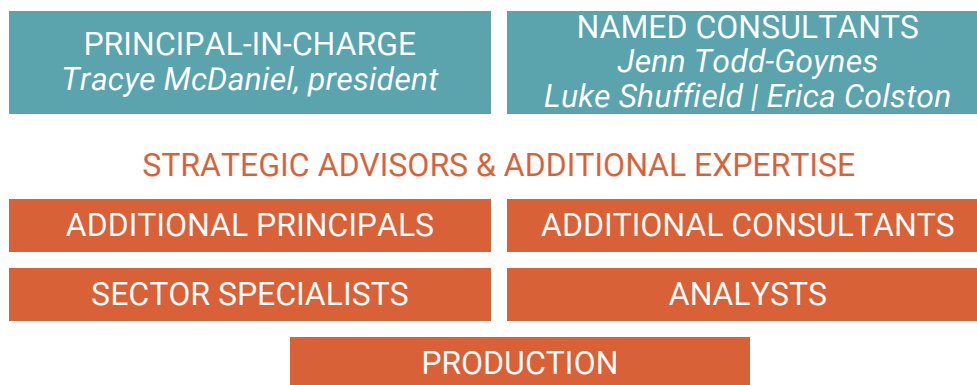 PRINCIPAL-IN-CHARGE
Tracye McDaniel, president
NAMED CONSULTANTS
Jenn Todd-Goynes
Luke Shuffield | Erica Colston
STRATEGIC ADVISORS & ADDITIONAL EXPERTISE
ADDITIONAL PRINCIPALS
ADDITIONAL CONSULTANTS
SECTOR SPECIALISTS
ANALYSTS
PRODUCTION